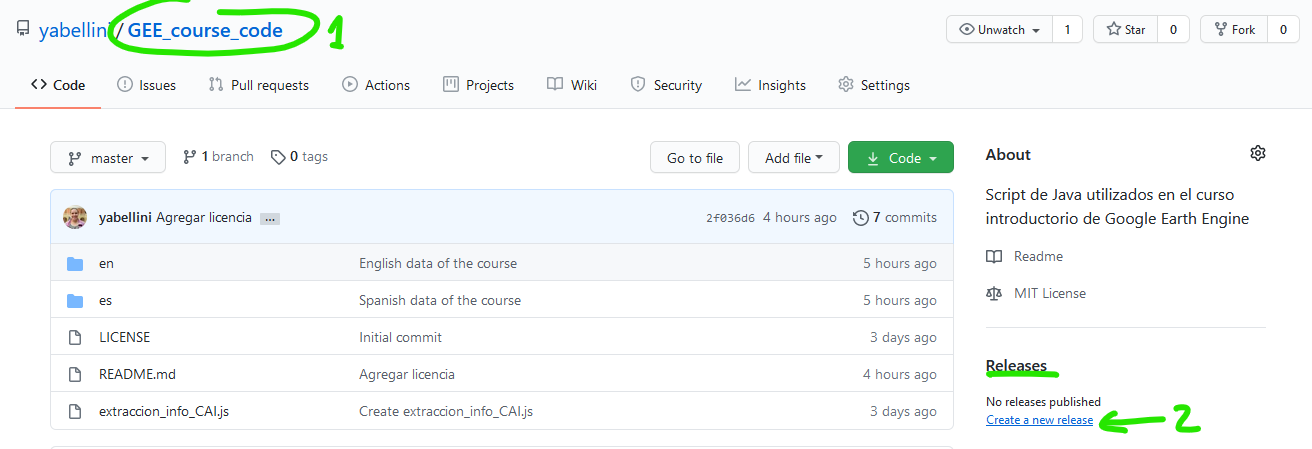 yabellini / GEE_course_code 1 Unwatch 1 Star 0 Fork 0
Code Issues Pull requests Actions Projects Wiki Security Insights Settings
master 1 branch 0 tags Go to file Add file Code
yabellini Agregar licencia ... 2f036d6 4 hours ago 7 commits
en English data of the course 5 hours ago
es Spanish data of the course 5 hours ago
LICENSE Initial commit 3 days ago
README.md Agregar licencia 4 hours ago
extraccion_info_CAI.js Create extraccion_info_CAI.js 3 days ago
About
Script de Java utilizados en el curso
introductorio de Google Earth Engine
Readme
MIT License
Releases
No releases published
Create a new release 2